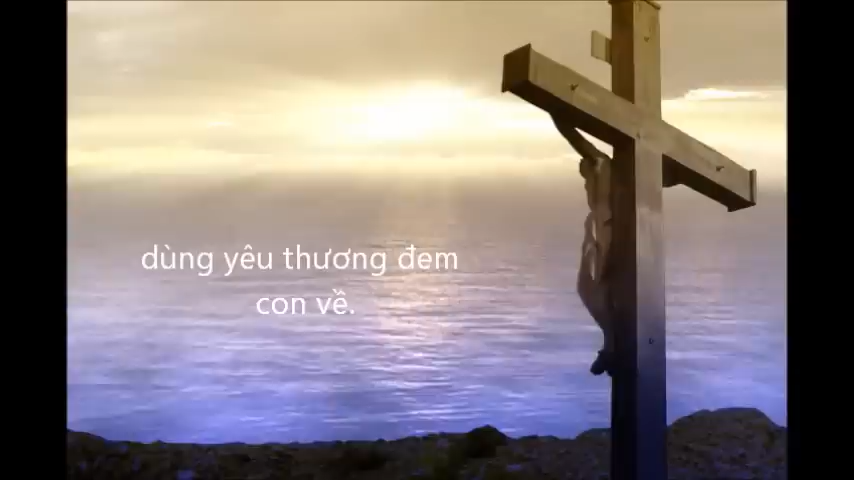 dùng yêu thương đem
con về.